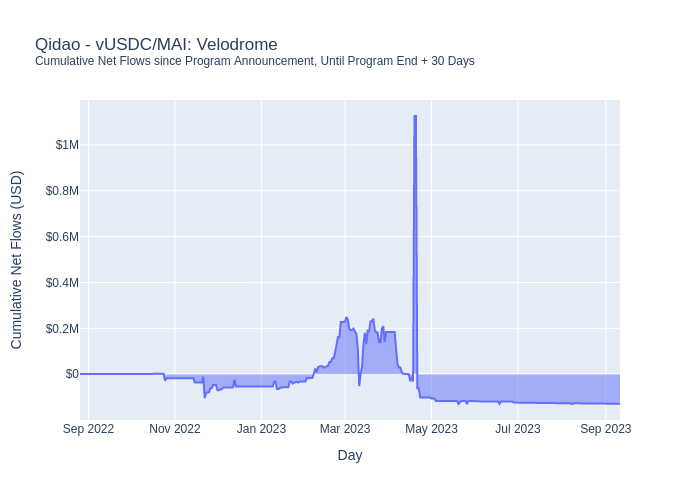 Qidao - vUSDC/MAI: Velodrome
Cumulative Net Flows since Program Announcement, Until Program End + 30 Days
Cumulative Net Flows (USD)
$1M
$0.8M
$0.6M
$0.4M
$0.2M
$0
Sep 2022
Nov 2022
Jan 2023
Mar 2023
May 2023
Jul 2023
Sep 2023
Day